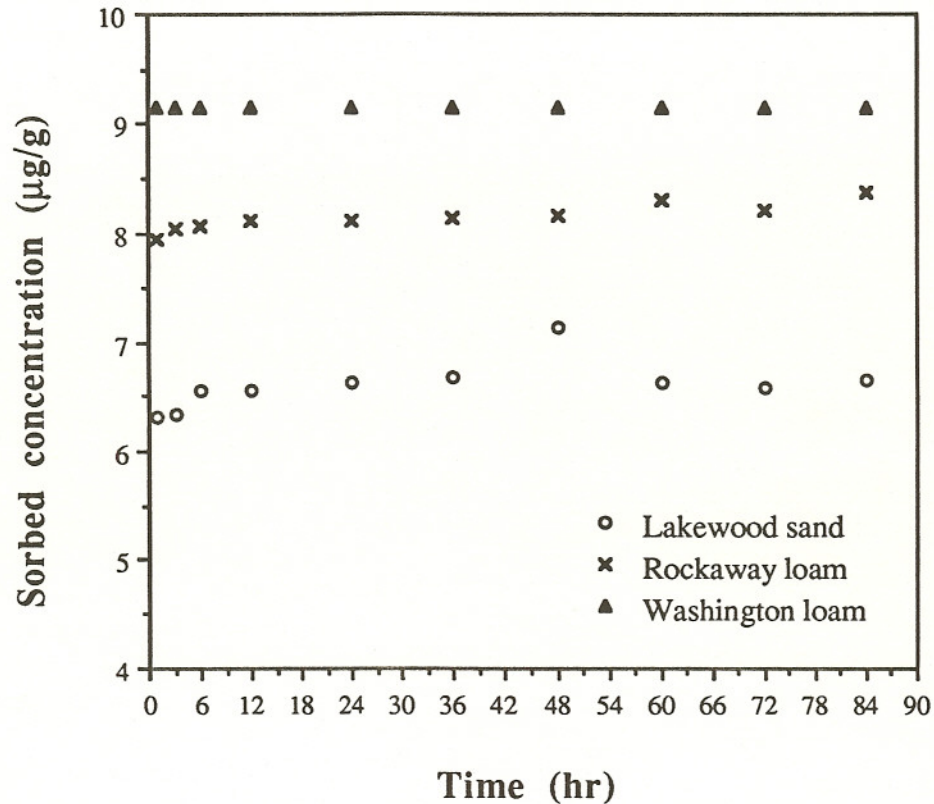 10
9
8
7
6
5
4
Sorbed concentration (µg/g)
Lakewood sand
Rockaway loam
Washington loam
0 6 12 18 24 30 36 42 48 54 60 66 72 78 84 90
Time (hr)